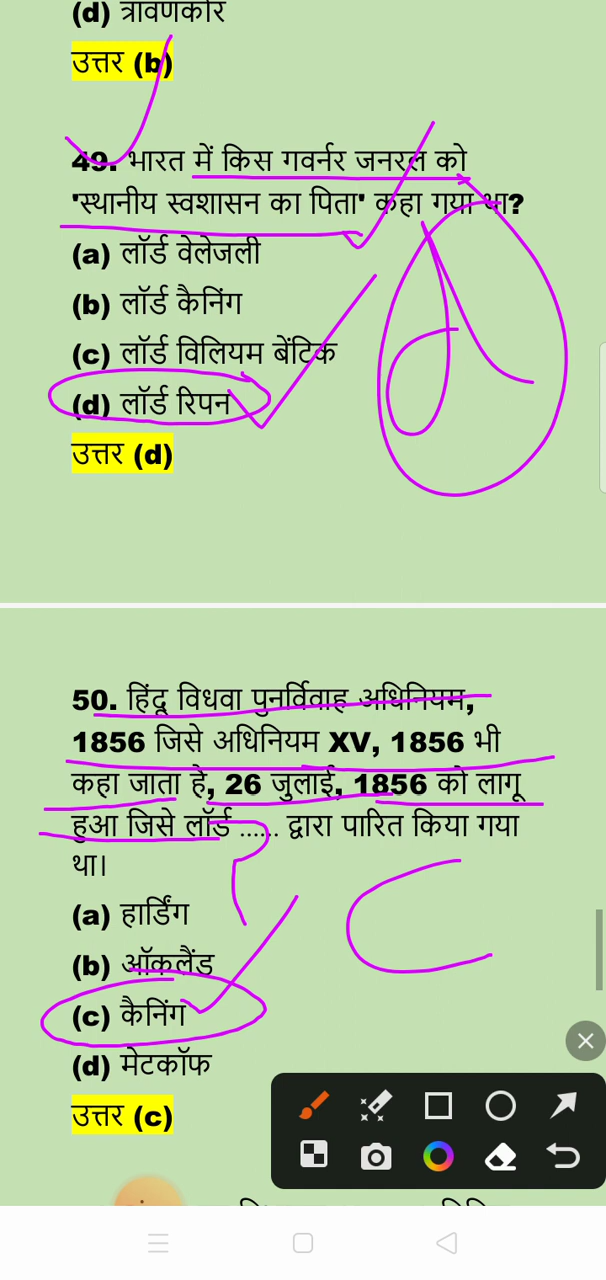 (d) त्रावणकोर
उत्तर (b)
49. भारत में किस गवर्नर जनरल को
'स्थानीय स्वशासन का पिता' कहा गया था?
(a) लॉर्ड वेलेजली
(b) लॉर्ड कैनिंग
(c) लॉर्ड विलियम बेंटिक
(d) लॉर्ड रिपन
उत्तर (d)
d
50. हिंदू विधवा पुनर्विवाह अधिनियम,
1856 जिसे अधिनियम XV, 1856 भी
कहा जाता हे, 26 जुलाई, 1856 को लागू
हुआ जिसे लॉर्ड ...... द्वारा पारित किया गया
था।
(a) हार्डिंग
(b) ऑकलैंड
(c) कैनिंग
(d) मेटकॉफ
उत्तर (c)
C